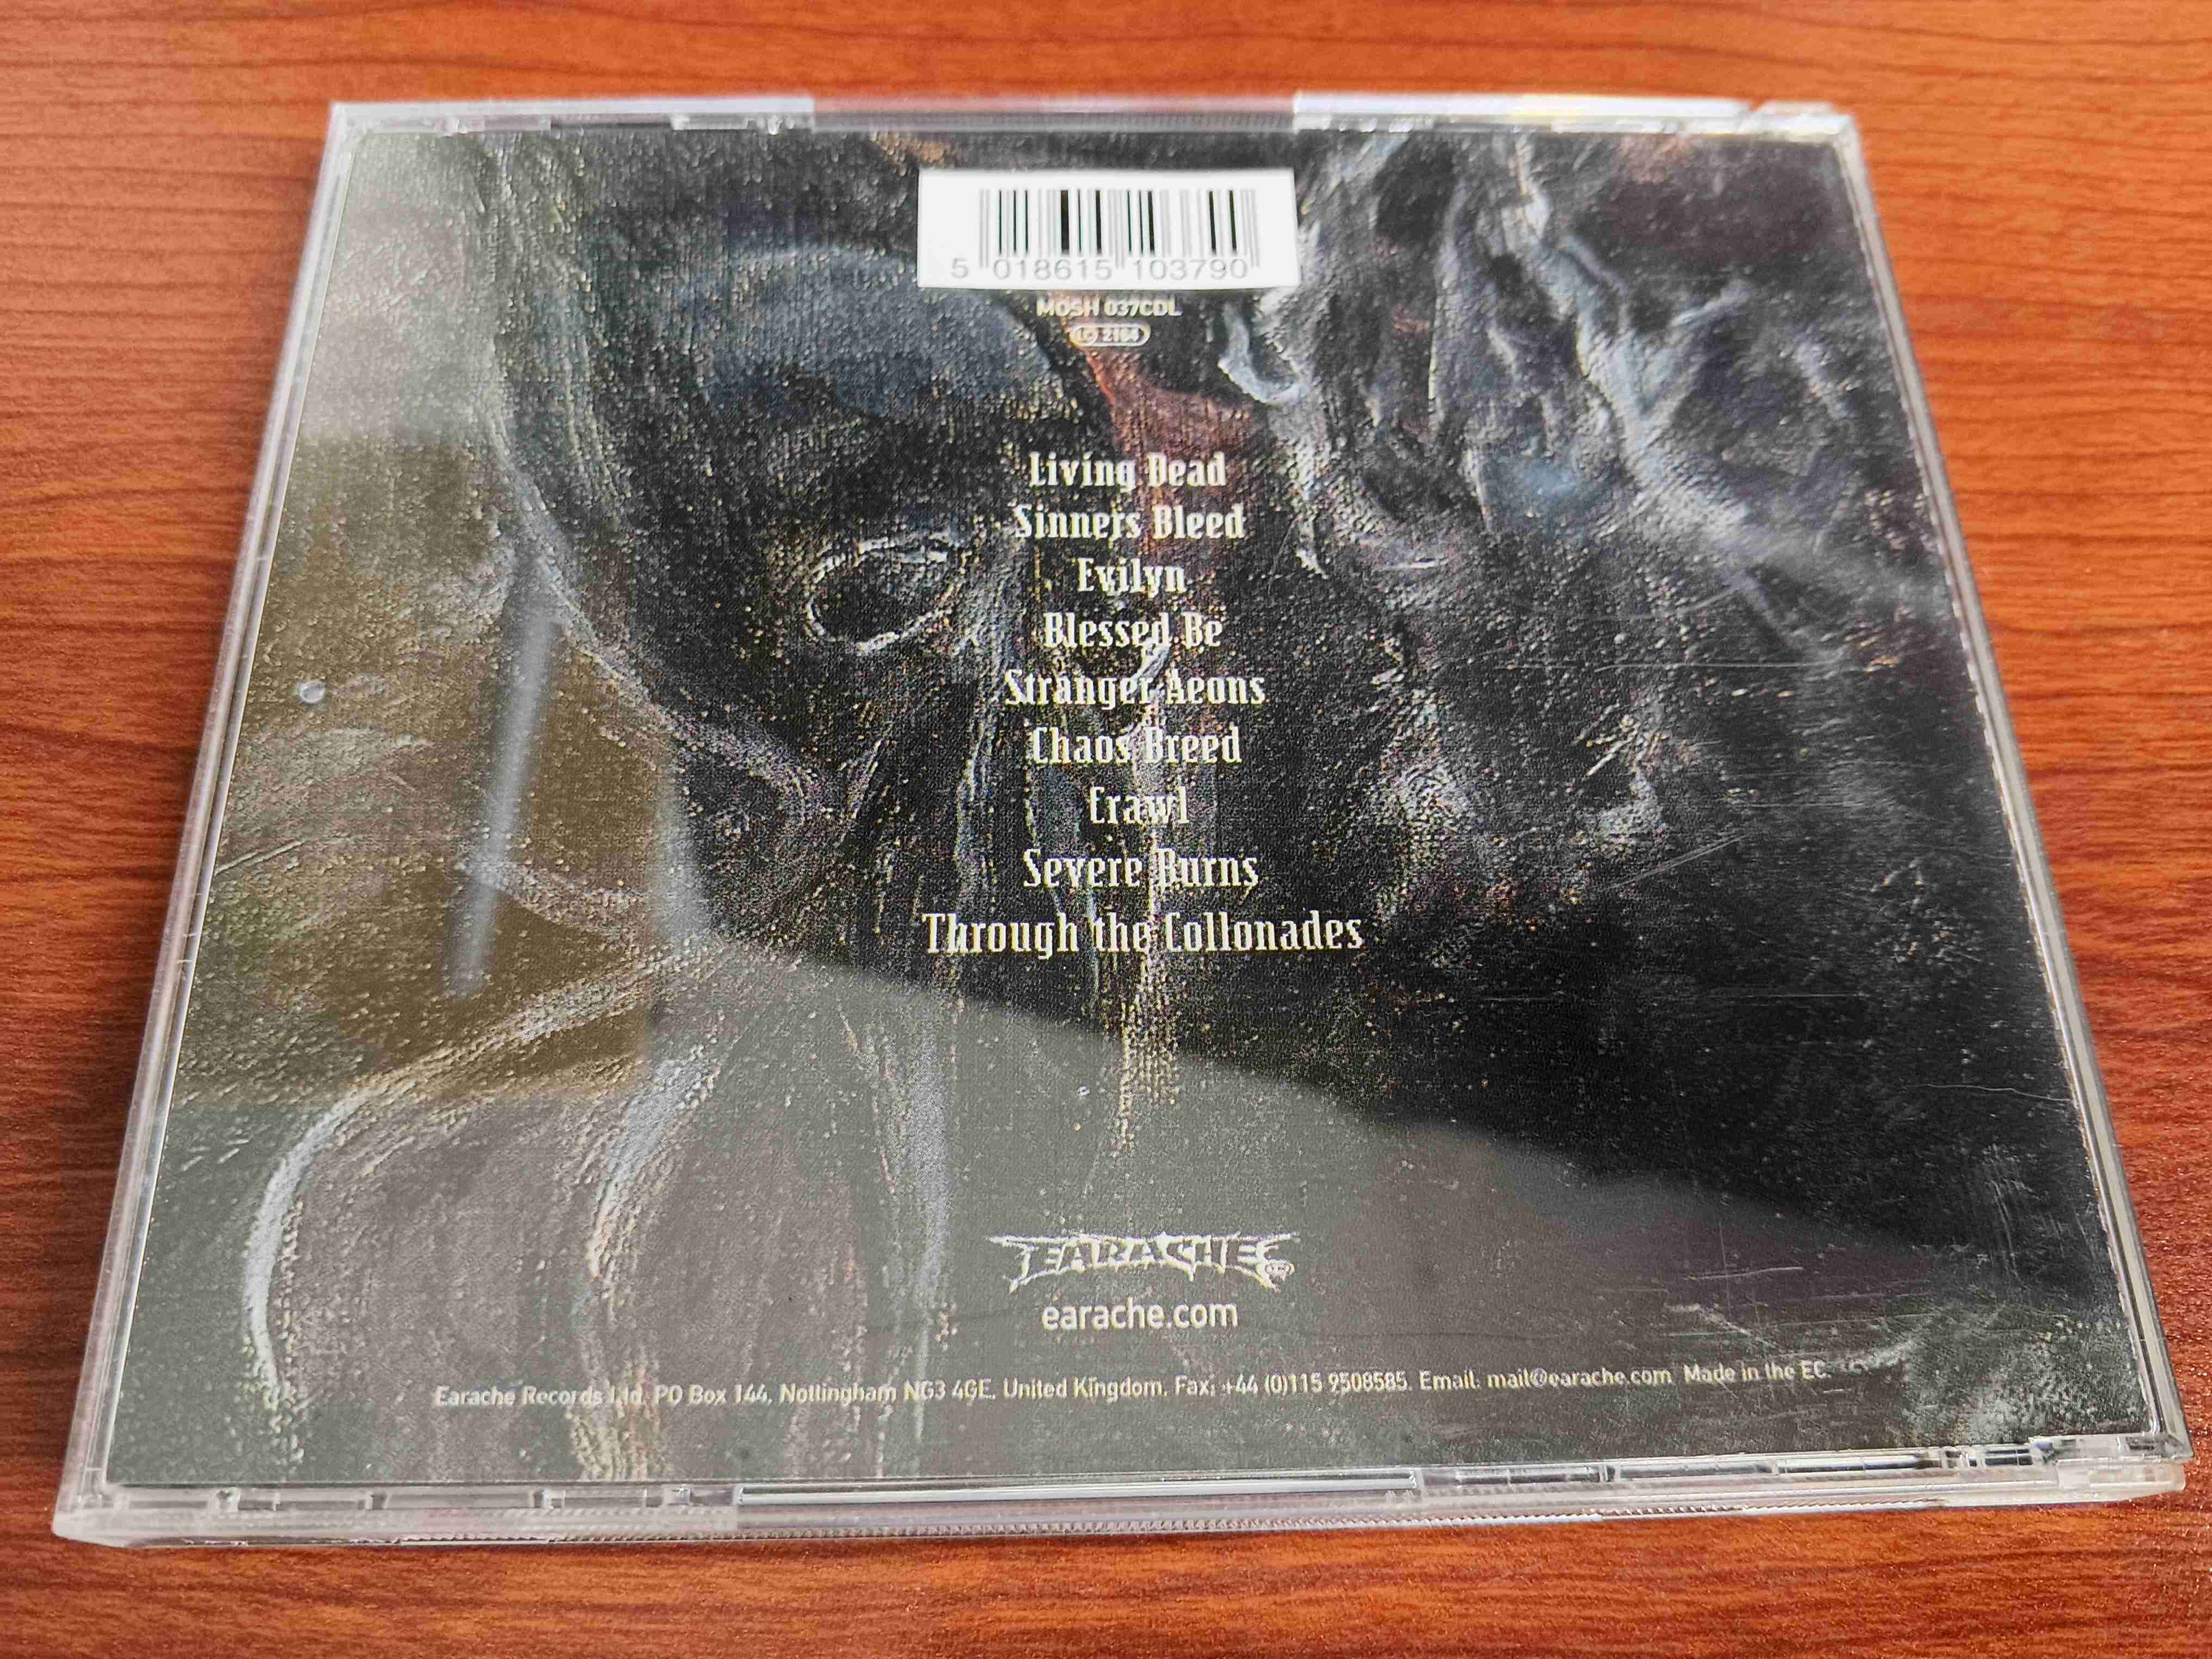 5 018615 103790
MOSH 037CDL
LC 2184
Living Dead
Sinners Bleed
Evilyn
Blessed Be
Stranger Aeons
Chaos Breed
Crawl
Severe Burns
Through the Collonades
EARACHE
earache.com
Earache Records Ltd. PO Box 144, Nottingham NG3 4GE, United Kingdom. Fax: +44 (0)115 9508585. Email: mail@earache.com Made in the EC.